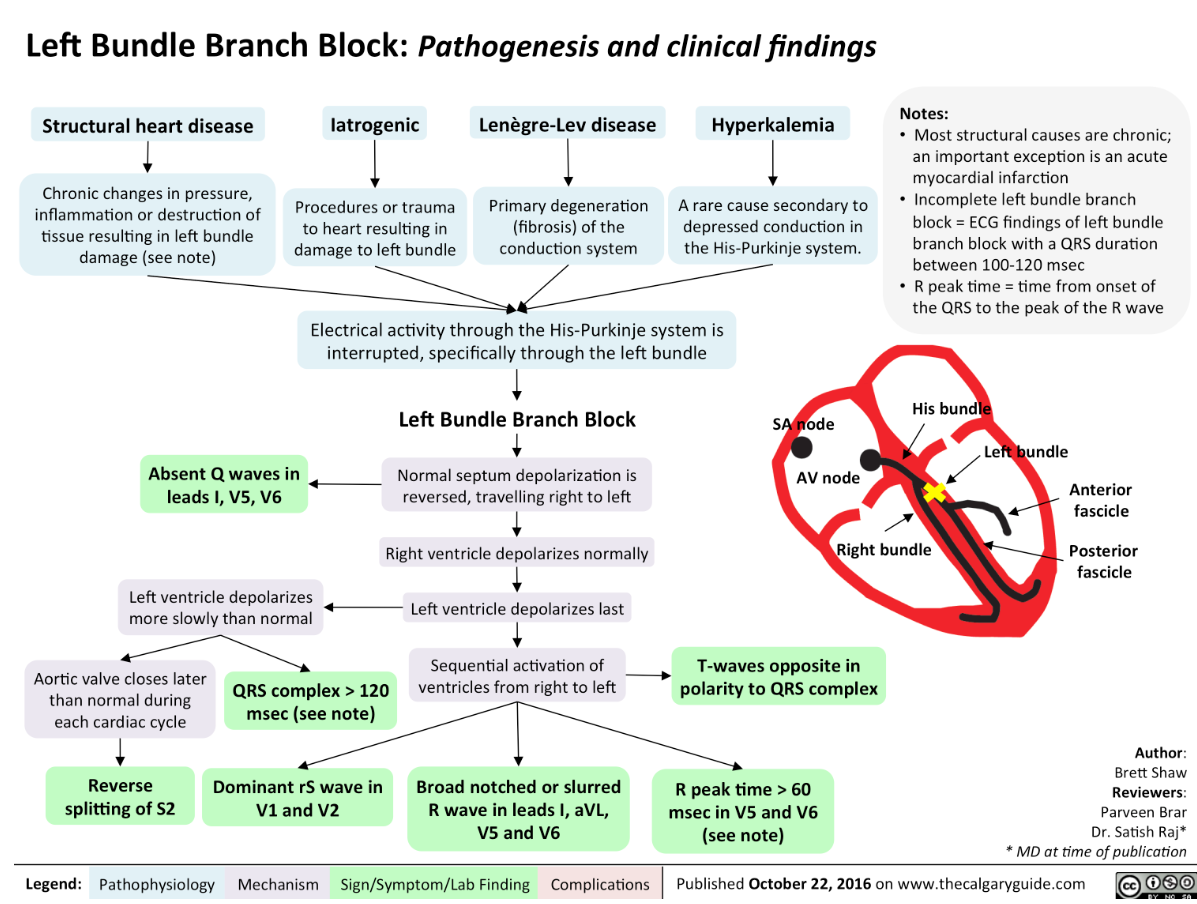 Left Bundle Branch Block: Pathogenesis and clinical findings
Structural heart disease
Chronic changes in pressure,
inflammation or destruction of
tissue resulting in left bundle
damage (see note)
Iatrogenic
Procedures or trauma
to heart resulting in
damage to left bundle
Lenègre-Lev disease
Primary degeneration
(fibrosis) of the
conduction system
Hyperkalemia
A rare cause secondary to
depressed conduction in
the His-Purkinje system.
Notes:
• Most structural causes are chronic;
an important exception is an acute
myocardial infarction
• Incomplete left bundle branch
block = ECG findings of left bundle
branch block with a QRS duration
between 100-120 msec
• R peak time = time from onset of
the QRS to the peak of the R wave
Electrical activity through the His-Purkinje system is
interrupted, specifically through the left bundle
Left Bundle Branch Block
Normal septum depolarization is
reversed, travelling right to left
Absent Q waves in
leads I, V5, V6
Right ventricle depolarizes normally
Left ventricle depolarizes last
Left ventricle depolarizes
more slowly than normal
Aortic valve closes later
than normal during
each cardiac cycle
QRS complex > 120
msec (see note)
Sequential activation of
ventricles from right to left
T-waves opposite in
polarity to QRS complex
Reverse
splitting of S2
Dominant rS wave in
V1 and V2
Broad notched or slurred
R wave in leads I, aVL,
V5 and V6
R peak time > 60
msec in V5 and V6
(see note)
His bundle
SA node
Left bundle
AV node
Anterior
fascicle
Right bundle
Posterior
fascicle
Author:
Brett Shaw
Reviewers:
Parveen Brar
Dr. Satish Raj*
* MD at time of publication
Legend: Pathophysiology Mechanism Sign/Symptom/Lab Finding Complications Published October 22, 2016 on www.thecalgaryguide.com
cc
BY NC SA